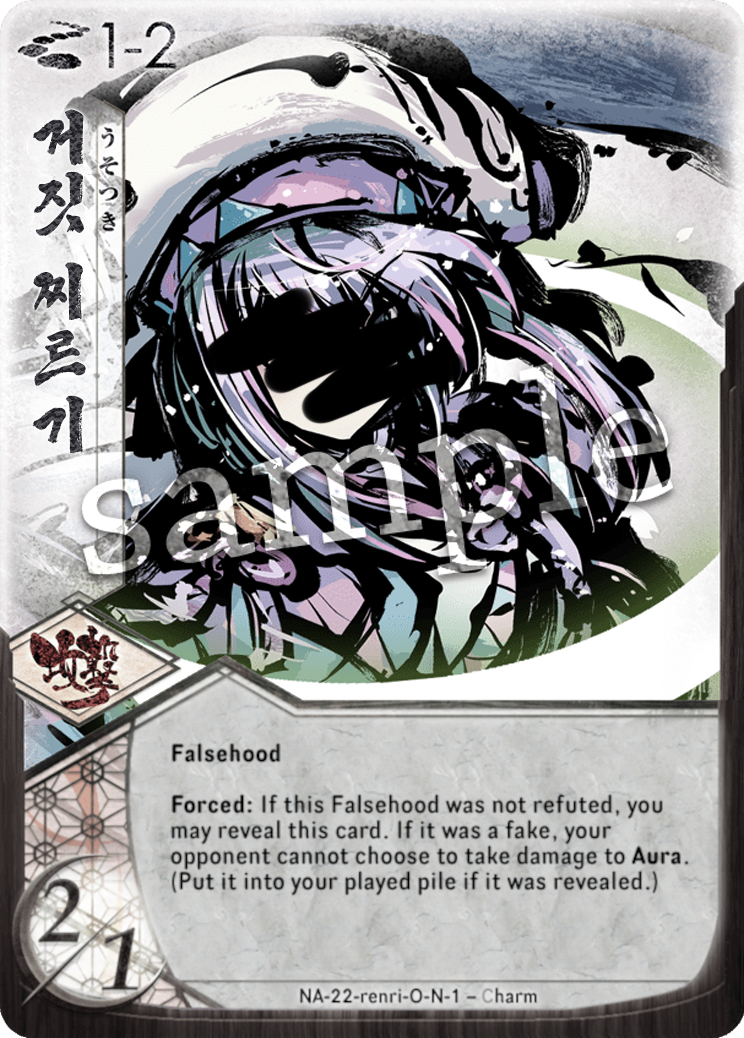 1-2
거짓 찌르기
うそつき
sample
攻撃
2/1
Falsehood
Forced: If this Falsehood was not refuted, you
may reveal this card. If it was a fake, your
opponent cannot choose to take damage to Aura.
(Put it into your played pile if it was revealed.)
NA-22-renri-O-N-1 – Charm